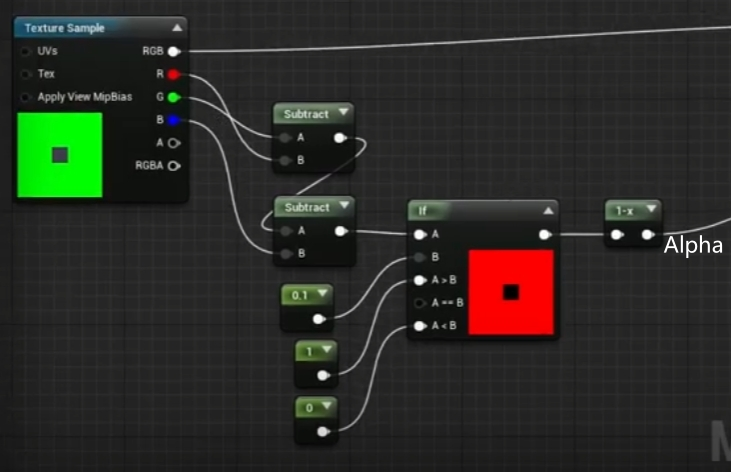 Texture Sample
UVs RGB
Tex R
Apply View MipBias G
B
A
RGBA
Subtract
A
B
Subtract
A
B
If
A
B
A > B
A == B
A < B
1-x
Alpha
0.1
1
0
M